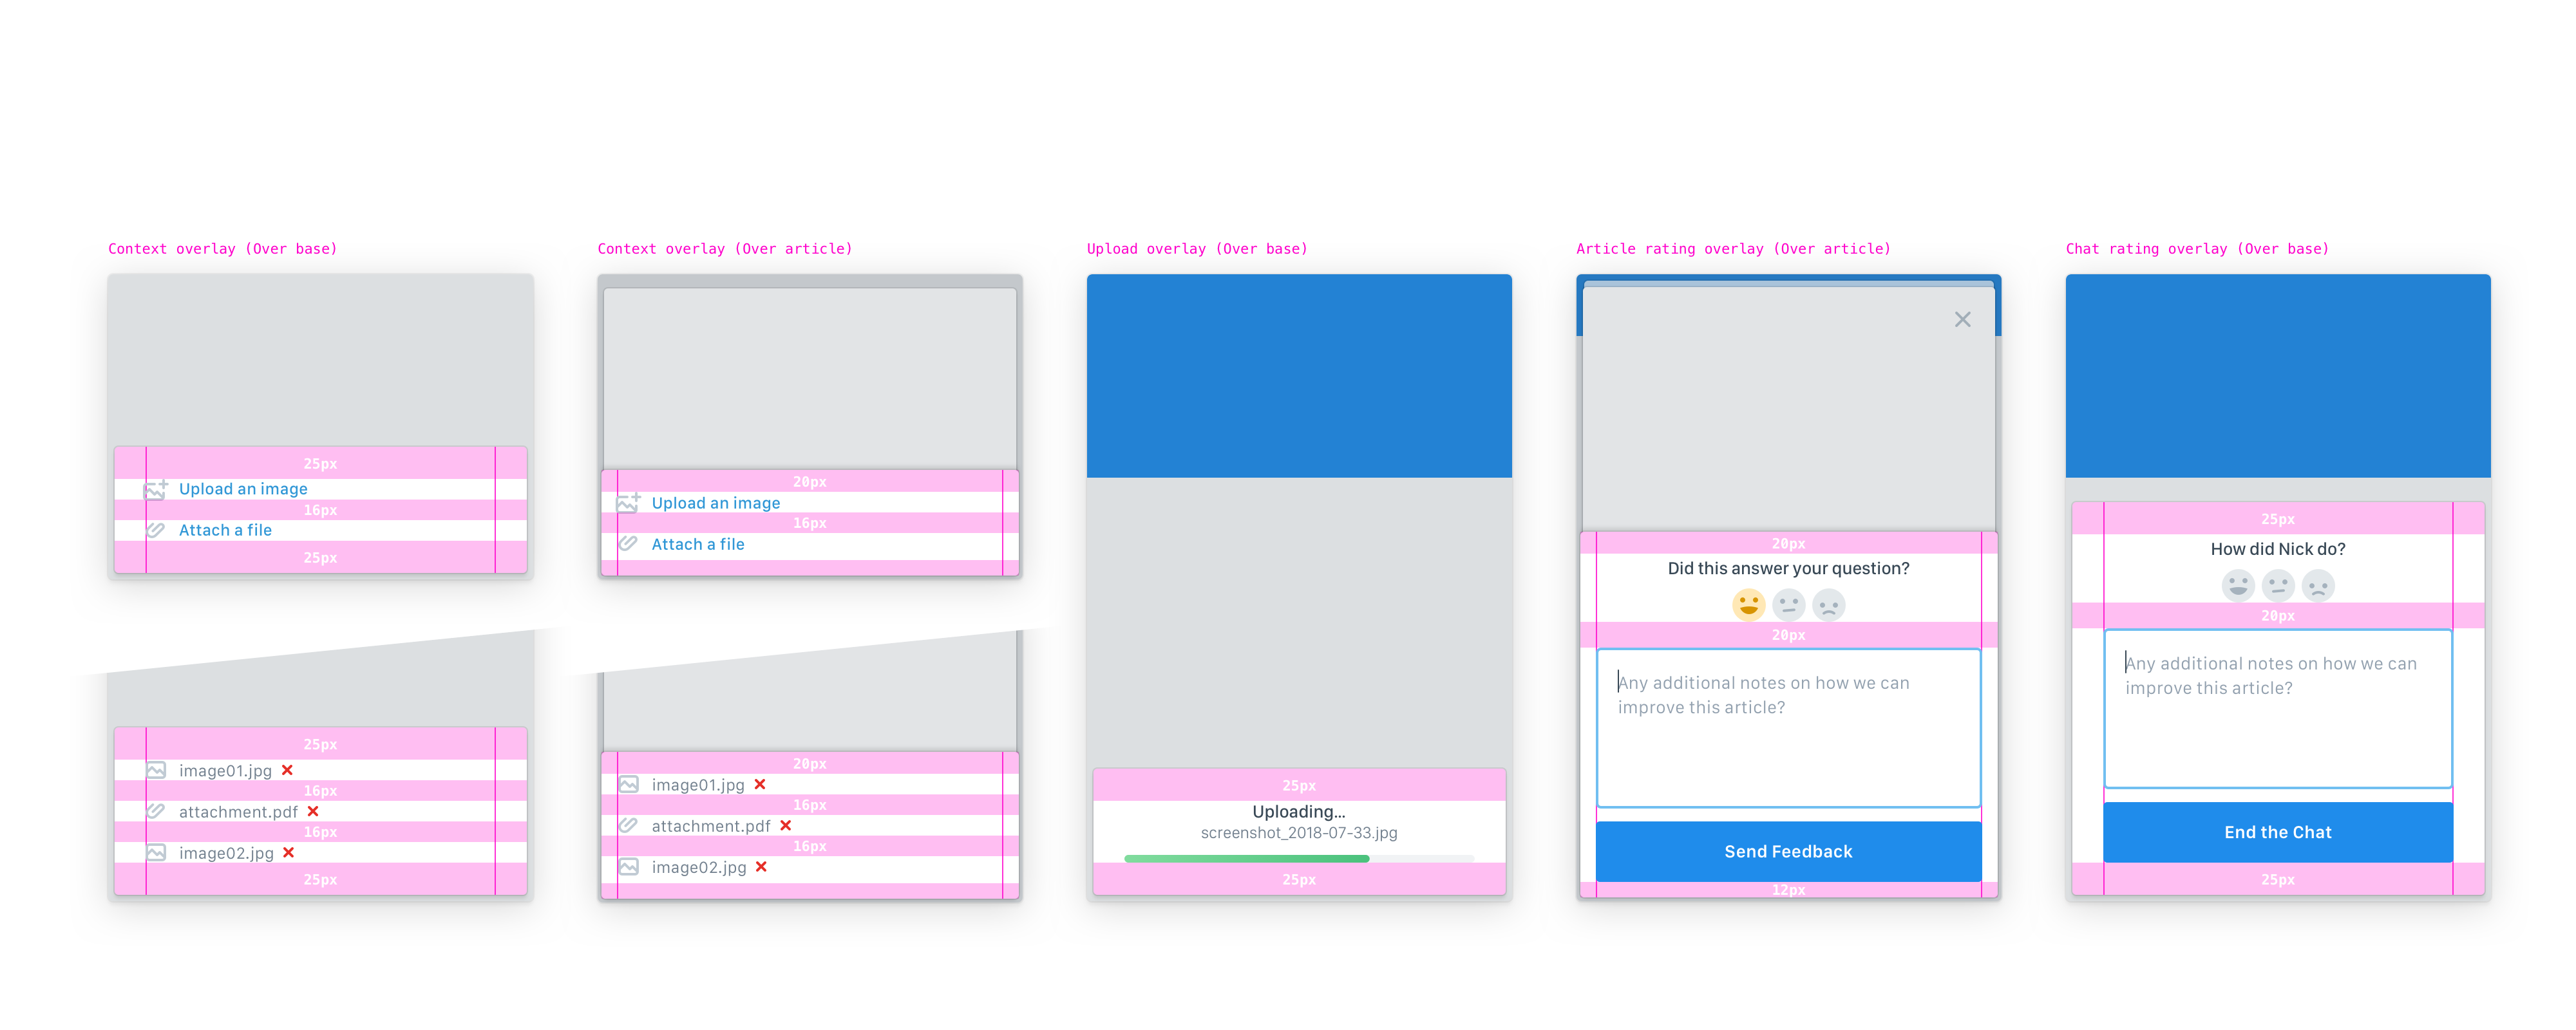 Context overlay (Over base)
25px
Upload an image
16px
Attach a file
25px
25px
image01.jpg
16px
attachment.pdf
16px
image02.jpg
25px
Context overlay (Over article)
20px
Upload an image
16px
Attach a file
20px
image01.jpg
16px
attachment.pdf
16px
image02.jpg
Upload overlay (Over base)
25px
Uploading...
screenshot_2018-07-33.jpg
25px
Article rating overlay (Over article)
20px
Did this answer your question?
20px
Any additional notes on how we can
improve this article?
Send Feedback
12px
Chat rating overlay (Over base)
25px
How did Nick do?
20px
Any additional notes on how we can
improve this article?
End the Chat
25px